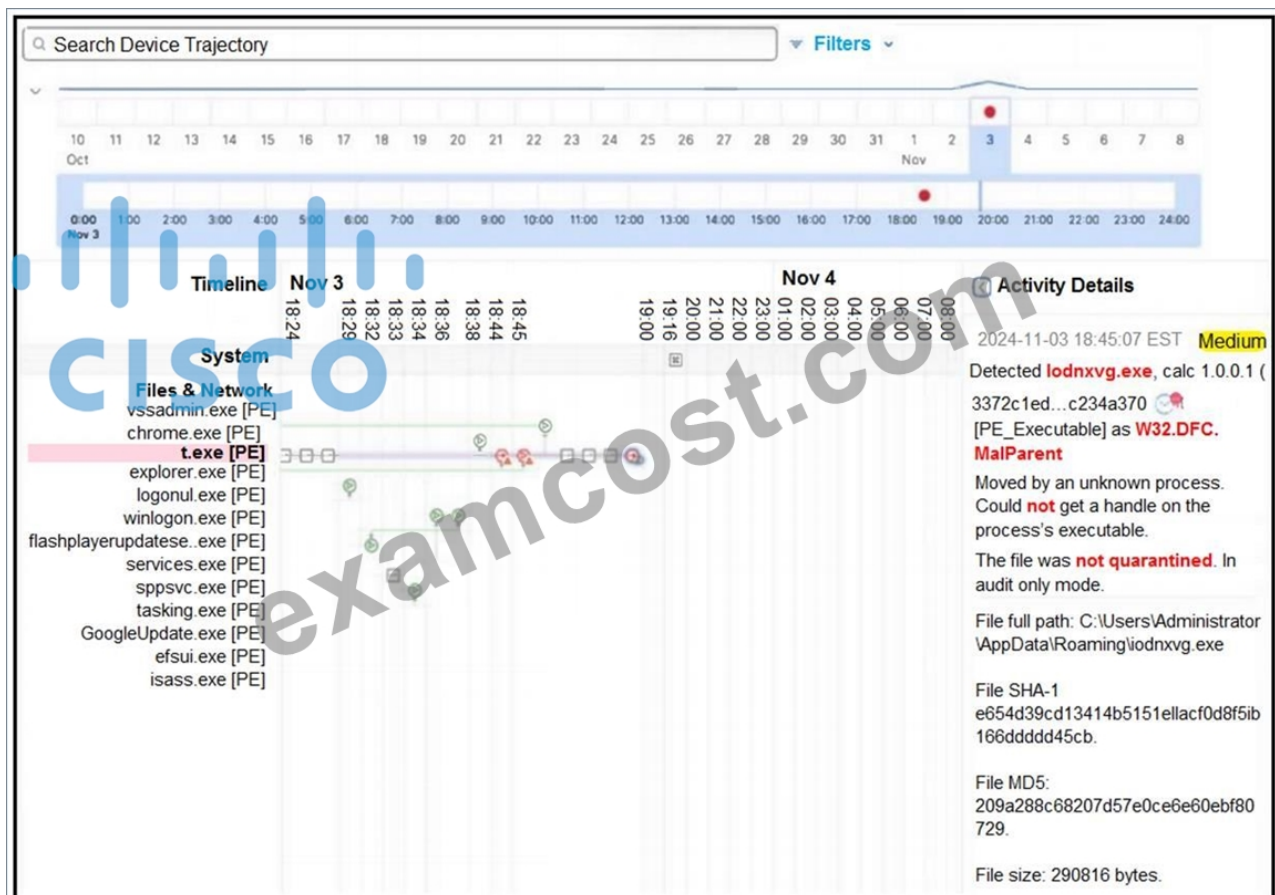 Search Device Trajectory
Filters
10 11 12 13 14 15 16 17 18 19 20 21 22 23 24 25 26 27 28 29 30 31 1 2 3 4 5 6 7 8
Oct Nov
0:00 1:00 2:00 3:00 4:00 5:00 6:00 7:00 8:00 9:00 10:00 11:00 12:00 13:00 14:00 15:00 16:00 17:00 18:00 19:00 20:00 21:00 22:00 23:00 24:00
Nov 3
Timeline Nov 3 Nov 4
18:24 18:29 18:32 18:33 18:34 18:36 18:38 18:44 18:45 19:00 19:16 20:00 21:00 22:00 23:00 01:00 02:00 03:00 04:00 05:00 06:00 07:00 08:00
System
Files & Network
vssadmin.exe [PE]
chrome.exe [PE]
t.exe [PE]
explorer.exe [PE]
logonul.exe [PE]
winlogon.exe [PE]
flashplayerupdatese..exe [PE]
services.exe [PE]
sppsvc.exe [PE]
tasking.exe [PE]
GoogleUpdate.exe [PE]
efsui.exe [PE]
isass.exe [PE]
Activity Details
2024-11-03 18:45:07 EST Medium
Detected lodnxvg.exe, calc 1.0.0.1 (
3372c1ed...c234a370
[PE_Executable] as W32.DFC.
MalParent
Moved by an unknown process.
Could not get a handle on the
process's executable.
The file was not quarantined. In
audit only mode.
File full path: C:\Users\Administrator
\AppData\Roaming\iodnxvg.exe
File SHA-1
e654d39cd13414b5151ellacf0d8f5ib
166ddddd45cb.
File MD5:
209a288c68207d57e0ce6e60ebf80
729.
File size: 290816 bytes.
CISCO
examcost.com